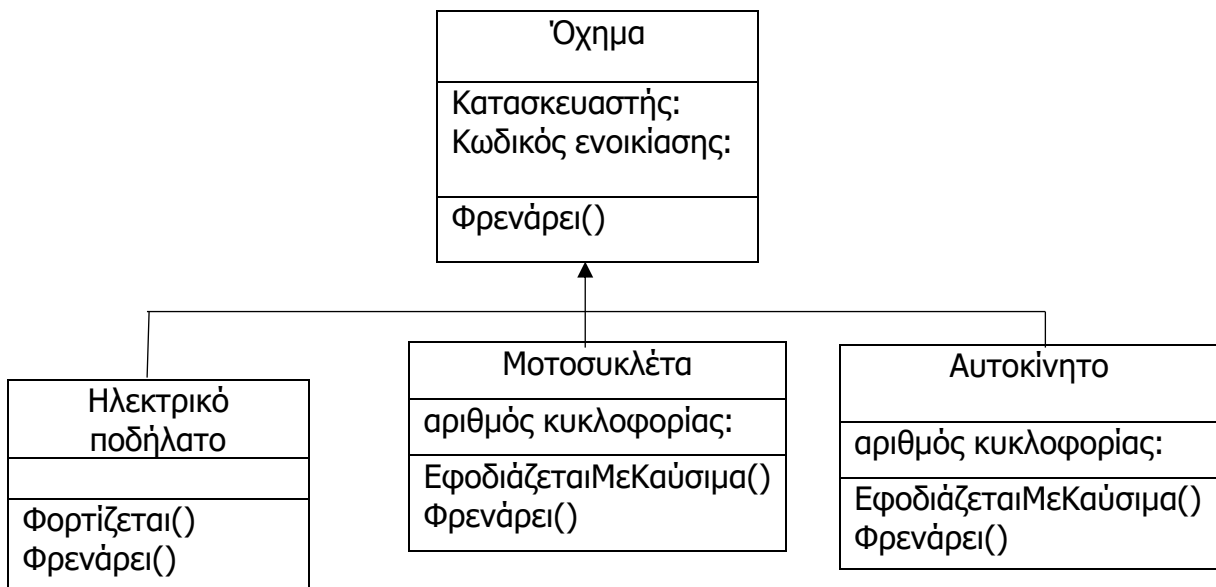 Όχημα
Κατασκευαστής:
Κωδικός ενοικίασης:
Φρενάρει()
Ηλεκτρικό
ποδήλατο
Φορτίζεται()
Φρενάρει()
Μοτοσυκλέτα
αριθμός κυκλοφορίας:
ΕφοδιάζεταιΜεΚαύσιμα()
Φρενάρει()
Αυτοκίνητο
αριθμός κυκλοφορίας:
ΕφοδιάζεταιΜεΚαύσιμα()
Φρενάρει()